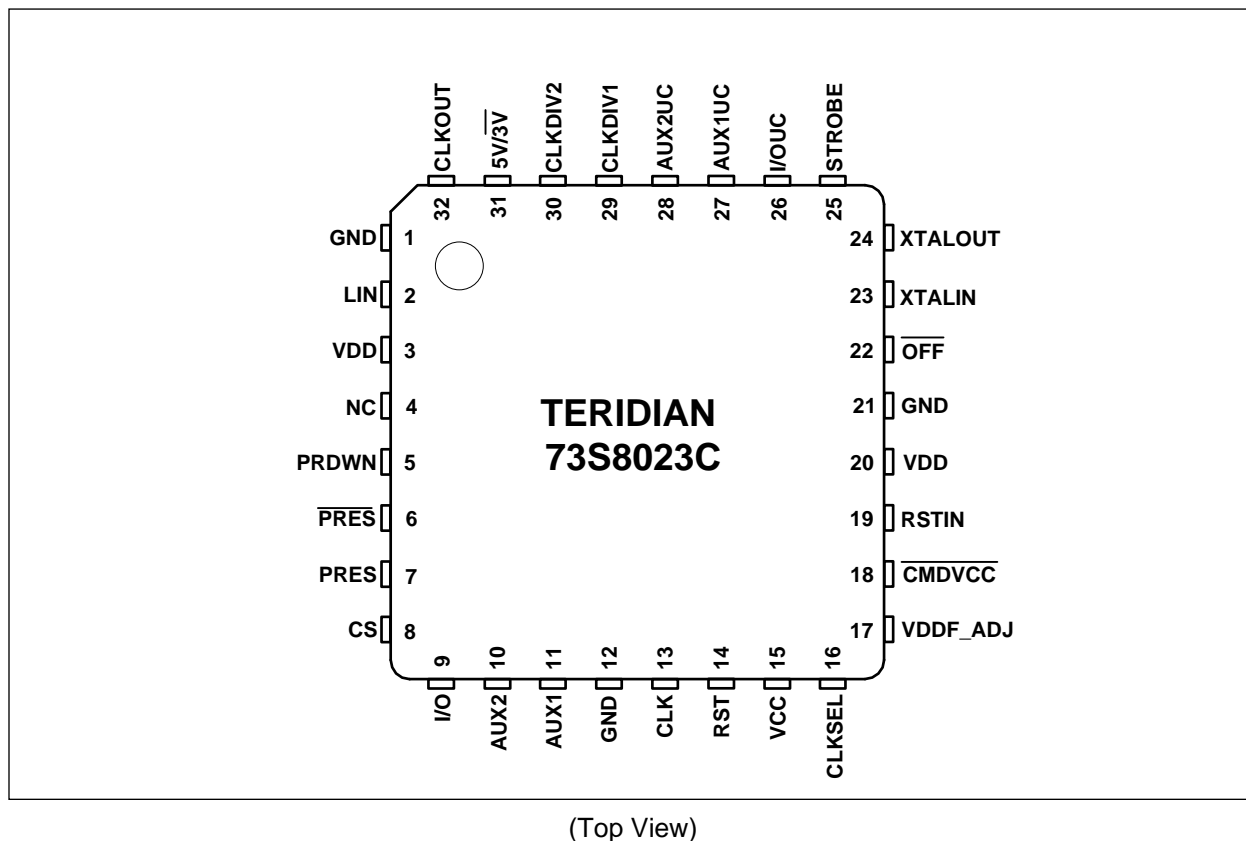 CLKOUT
5V/3V
CLKDIV2
CLKDIV1
AUX2UC
AUX1UC
I/OUC
STROBE
32
31
30
29
28
27
26
25
GND 1
LIN 2
VDD 3
NC 4
PRDWN 5
PRES 6
PRES 7
CS 8
TERIDIAN
73S8023C
24 XTALOUT
23 XTALIN
22 OFF
21 GND
20 VDD
19 RSTIN
18 CMDVCC
17 VDDF_ADJ
9
10
11
12
13
14
15
16
I/O
AUX2
AUX1
GND
CLK
RST
VCC
CLKSEL
(Top View)